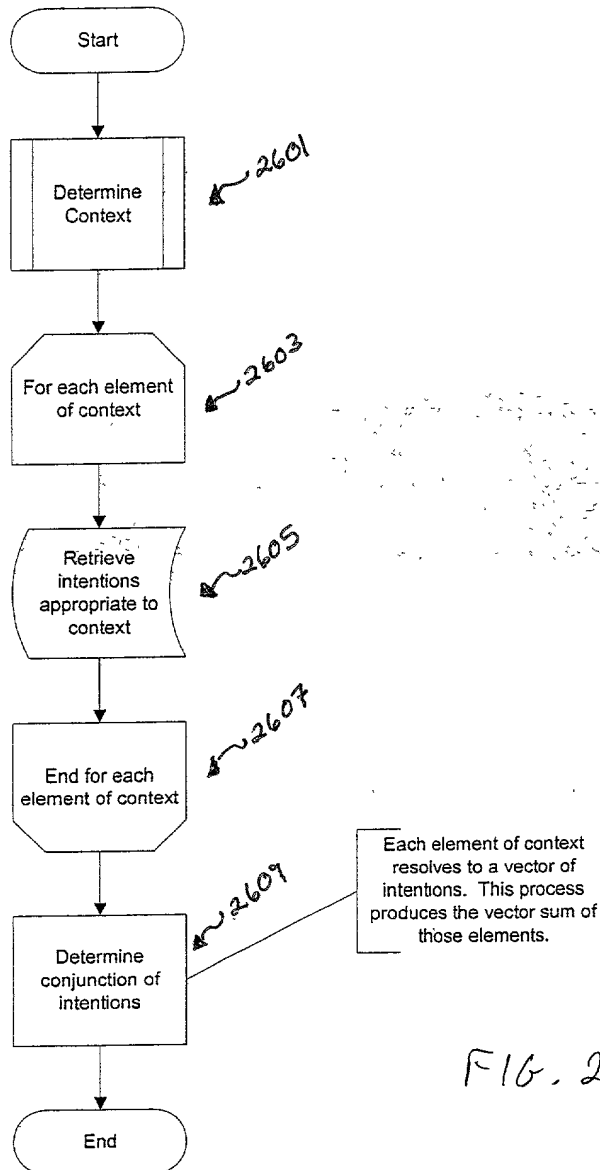 Start
2601
Determine
Context
2603
For each element
of context
2605
Retrieve
intentions
appropriate to
context
2607
End for each
element of context
2609
Determine
conjunction of
intentions
Each element of context
resolves to a vector of
intentions. This process
produces the vector sum of
those elements.
FIG. 2
End